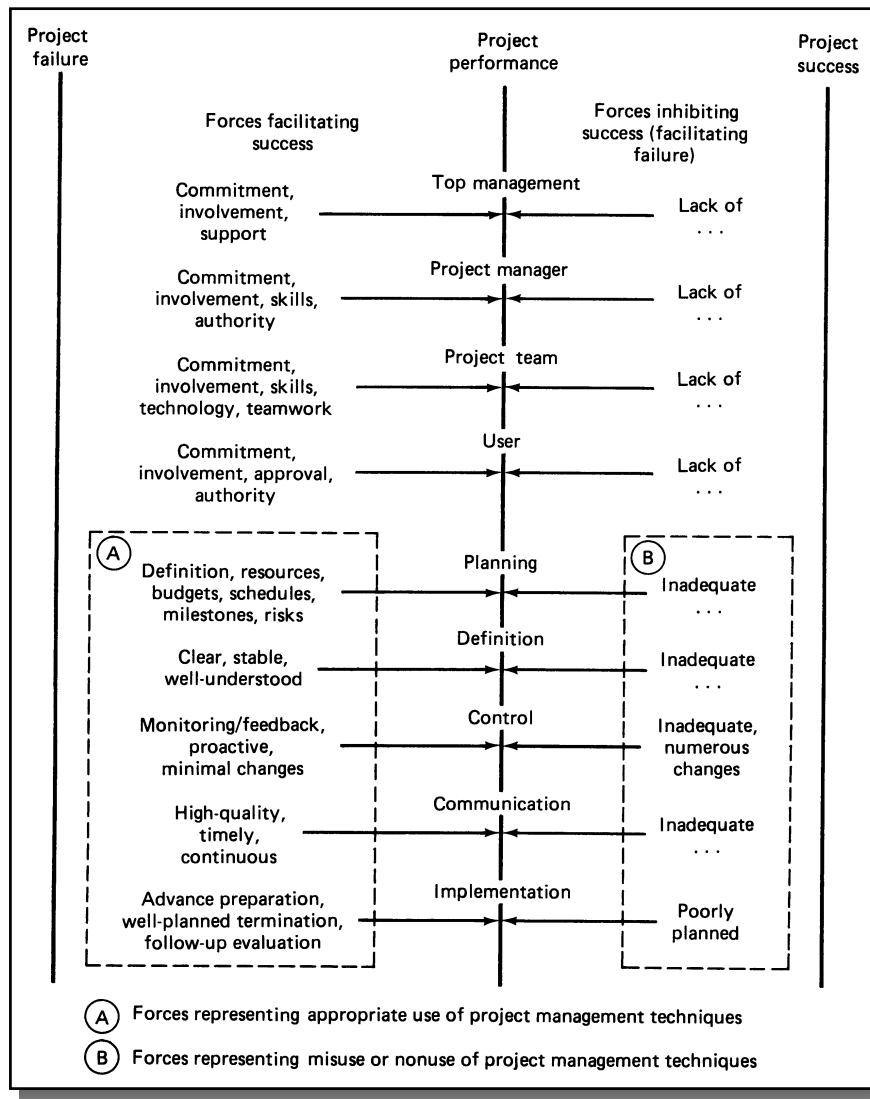 Project
failure
Project
performance
Project
success
Forces facilitating
success
Forces inhibiting
success (facilitating
failure)
Top management
Commitment,
involvement,
support
Lack of
. . .
Project manager
Commitment,
involvement, skills,
authority
Lack of
. . .
Project team
Commitment,
involvement, skills,
technology, teamwork
Lack of
. . .
User
Commitment,
involvement, approval,
authority
Lack of
. . .
A
B
Planning
Definition, resources,
budgets, schedules,
milestones, risks
Inadequate
. . .
Definition
Clear, stable,
well-understood
Inadequate
. . .
Control
Monitoring/feedback,
proactive,
minimal changes
Inadequate,
numerous
changes
Communication
High-quality,
timely,
continuous
Inadequate
. . .
Implementation
Advance preparation,
well-planned termination,
follow-up evaluation
Poorly
planned
A Forces representing appropriate use of project management techniques
B Forces representing misuse or nonuse of project management techniques